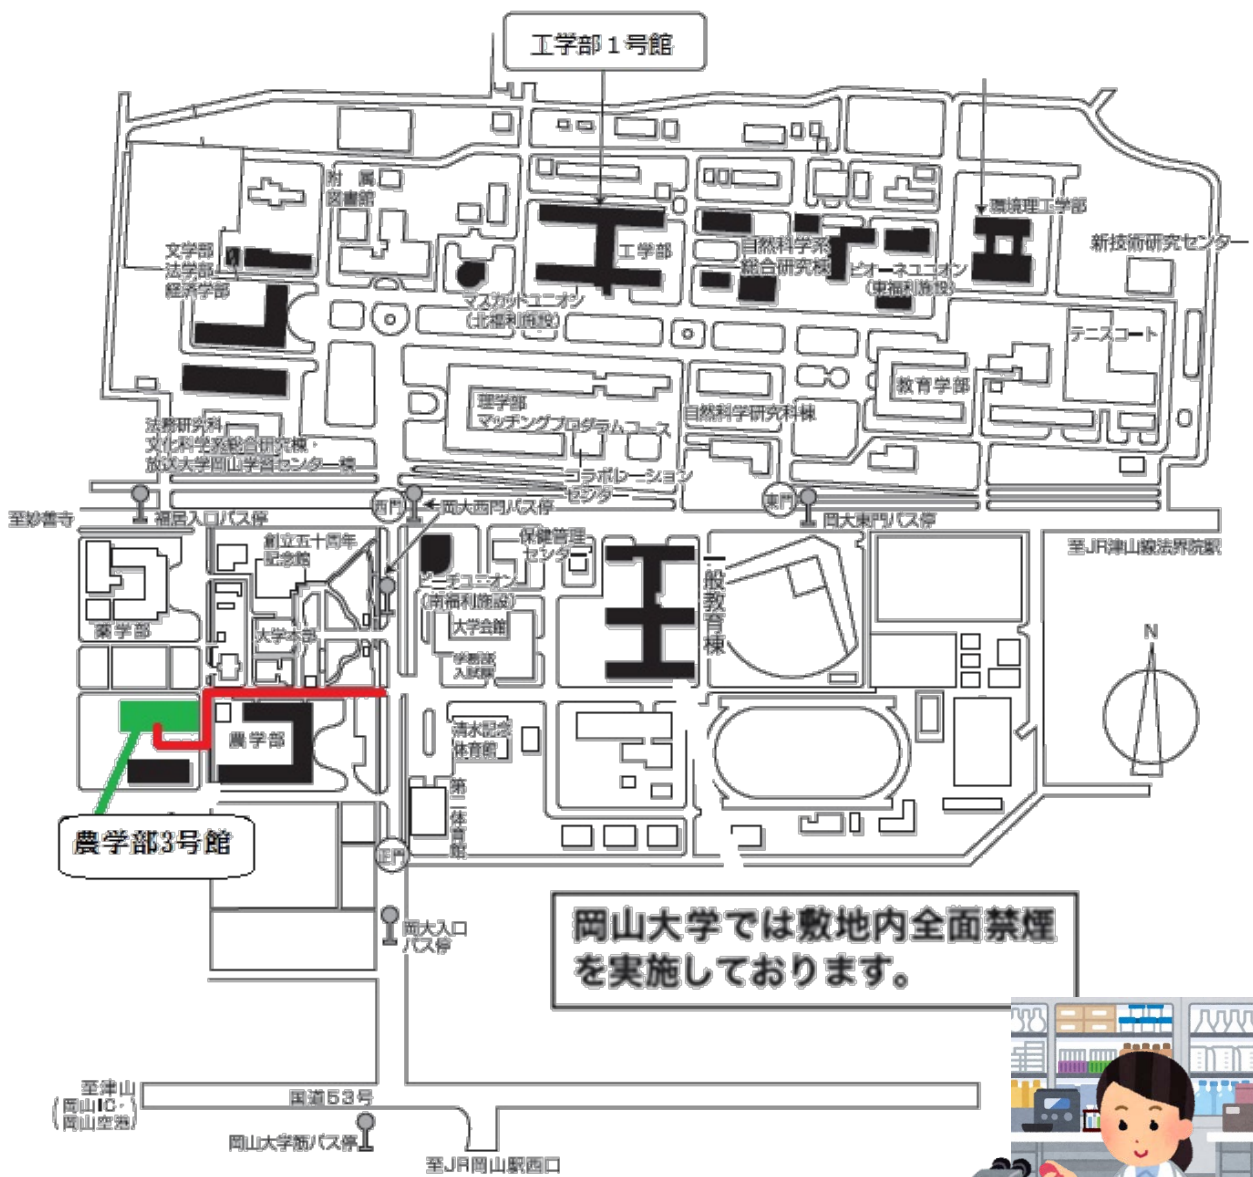 工学部1号館
附属
図書館
環境理工学部
文学部
法学部
経済学部
工学部
自然科学系
総合研究棟
新技術研究センター
ピオーネユニオン
(東福利施設)
マスカットユニオン
(北福利施設)
テニスコート
教育学部
理学部
マッチングプログラムコース
自然科学研究科棟
法務研究科
文化科学系総合研究棟・
放送大学岡山学習センター棟
コラボレーション
センター
至妙善寺
福居入口バス停
西門
岡大西門バス停
東門
岡大東門バス停
至JR津山線法界院駅
創立五十周年
記念館
保健管理
センター
一般教育棟
ピーチユニオン
(南福利施設)
薬学部
大学本部
大学会館
学務部
入試課
N
農学部
清水記念
体育館
第二体育館
農学部3号館
正門
岡大入口
バス停
岡山大学では敷地内全面禁煙
を実施しております。
至津山
(岡山IC・
岡山空港)
国道53号
岡山大学筋バス停
至JR岡山駅西口